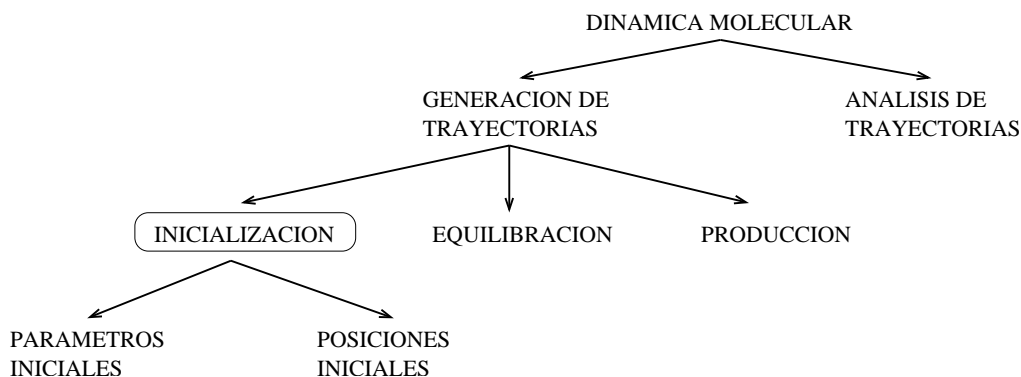 DINAMICA MOLECULAR
GENERACION DE
TRAYECTORIAS
ANALISIS DE
TRAYECTORIAS
INICIALIZACION
EQUILIBRACION
PRODUCCION
PARAMETROS
INICIALES
POSICIONES
INICIALES